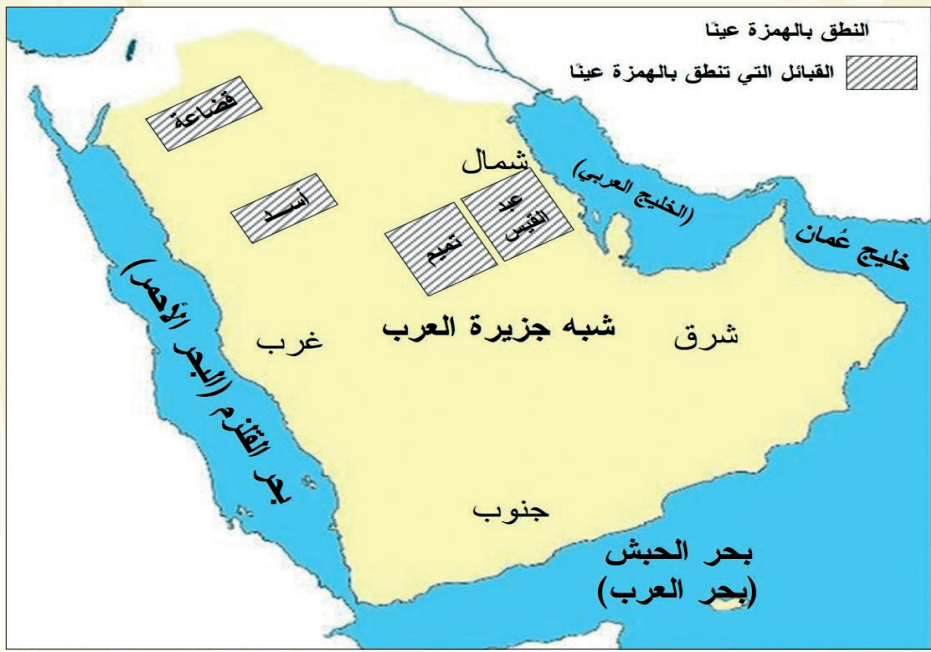 النطق بالهمزة عينًا
القبائل التي تنطق بالهمزة عينًا
قضاعة
شمال
أســد
عبد
القيس
تميم
(الخليج العربي)
خليج عُمان
شبه جزيرة العرب
شرق
غرب
بحر القلزم (البحر الأحمر)
جنوب
بحر الحبش
(بحر العرب)